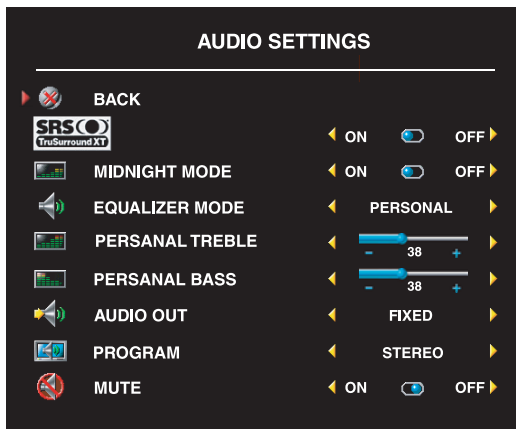 AUDIO SETTINGS
BACK
SRS
TruSurround XT
ON OFF
MIDNIGHT MODE ON OFF
EQUALIZER MODE PERSONAL
PERSANAL TREBLE - 38 +
PERSANAL BASS - 38 +
AUDIO OUT FIXED
PROGRAM STEREO
MUTE ON OFF